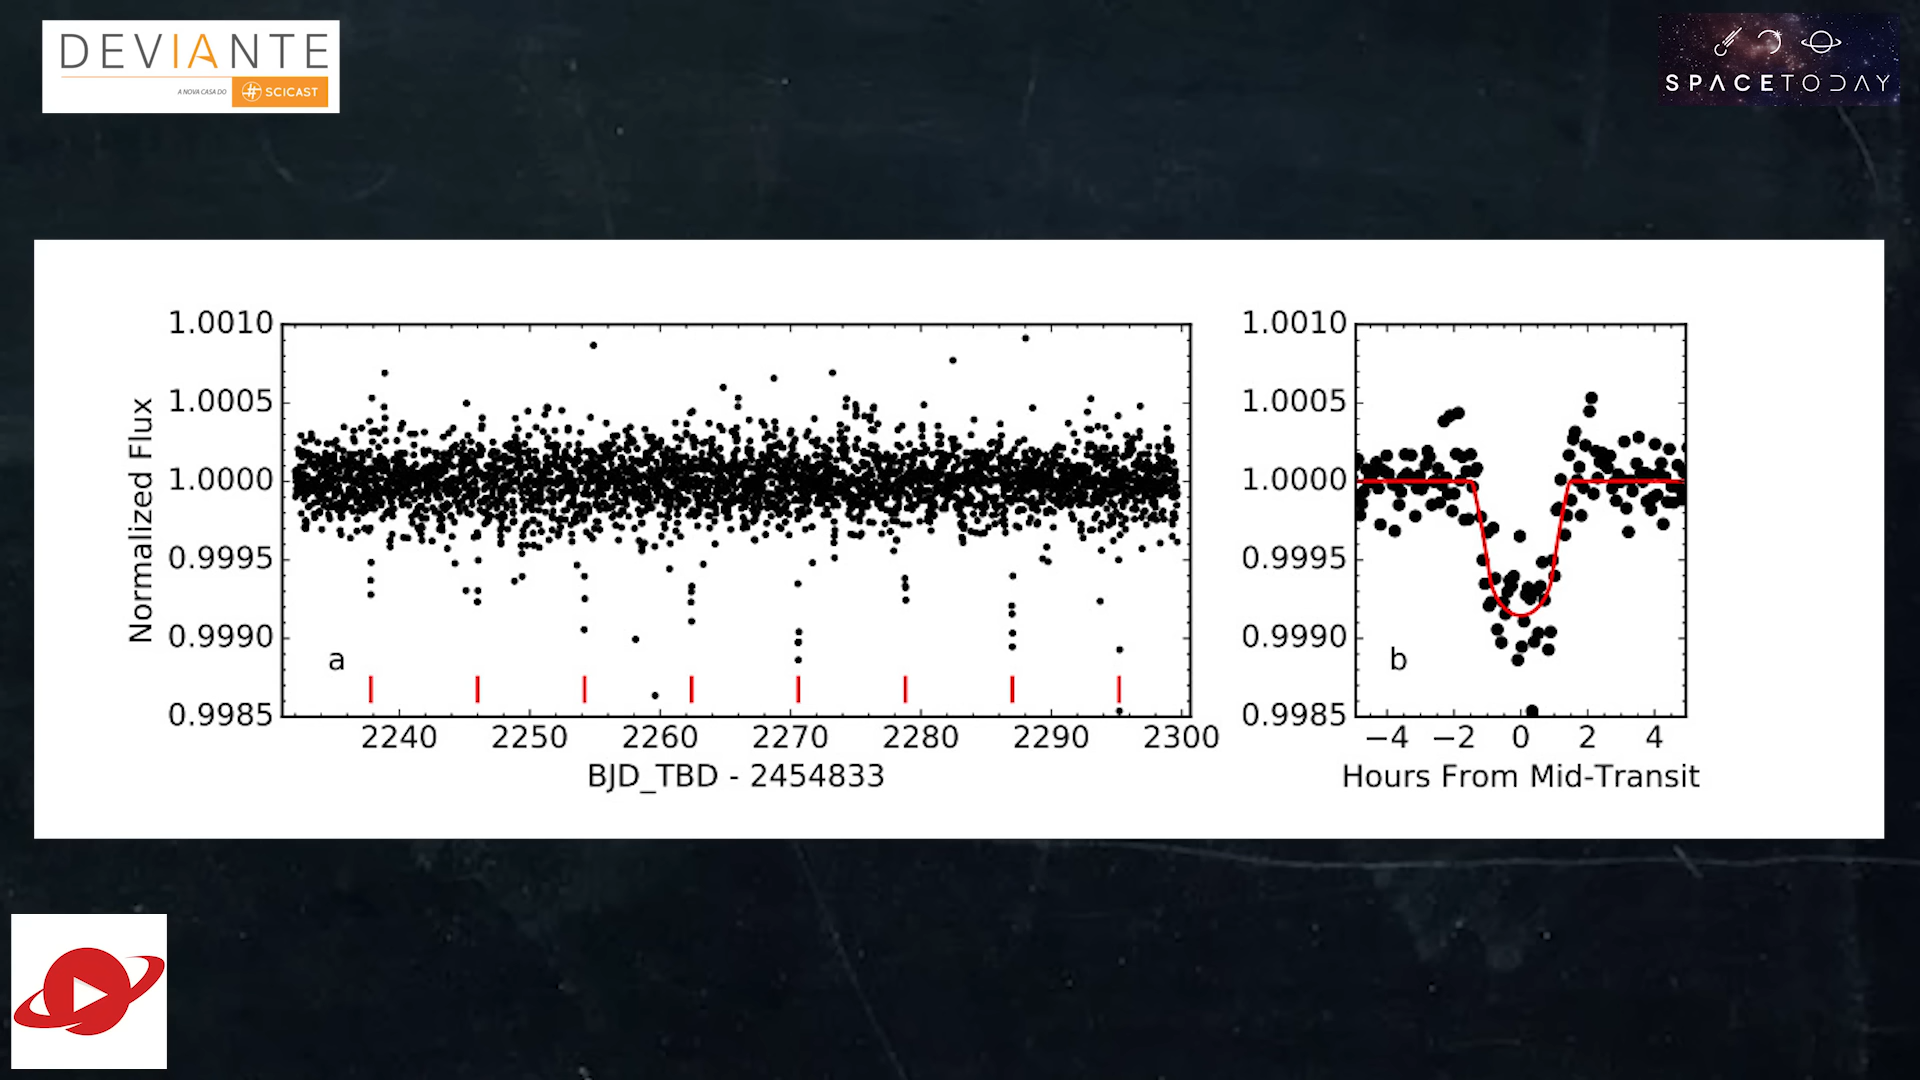 DEVIANTE
A NOVA CASA DO # SCICAST
SPACETODAY
1.0010
1.0005
1.0000
0.9995
0.9990
0.9985
Normalized Flux
a
2240 2250 2260 2270 2280 2290 2300
BJD_TBD - 2454833
1.0010
1.0005
1.0000
0.9995
0.9990
0.9985
b
−4 −2 0 2 4
Hours From Mid-Transit